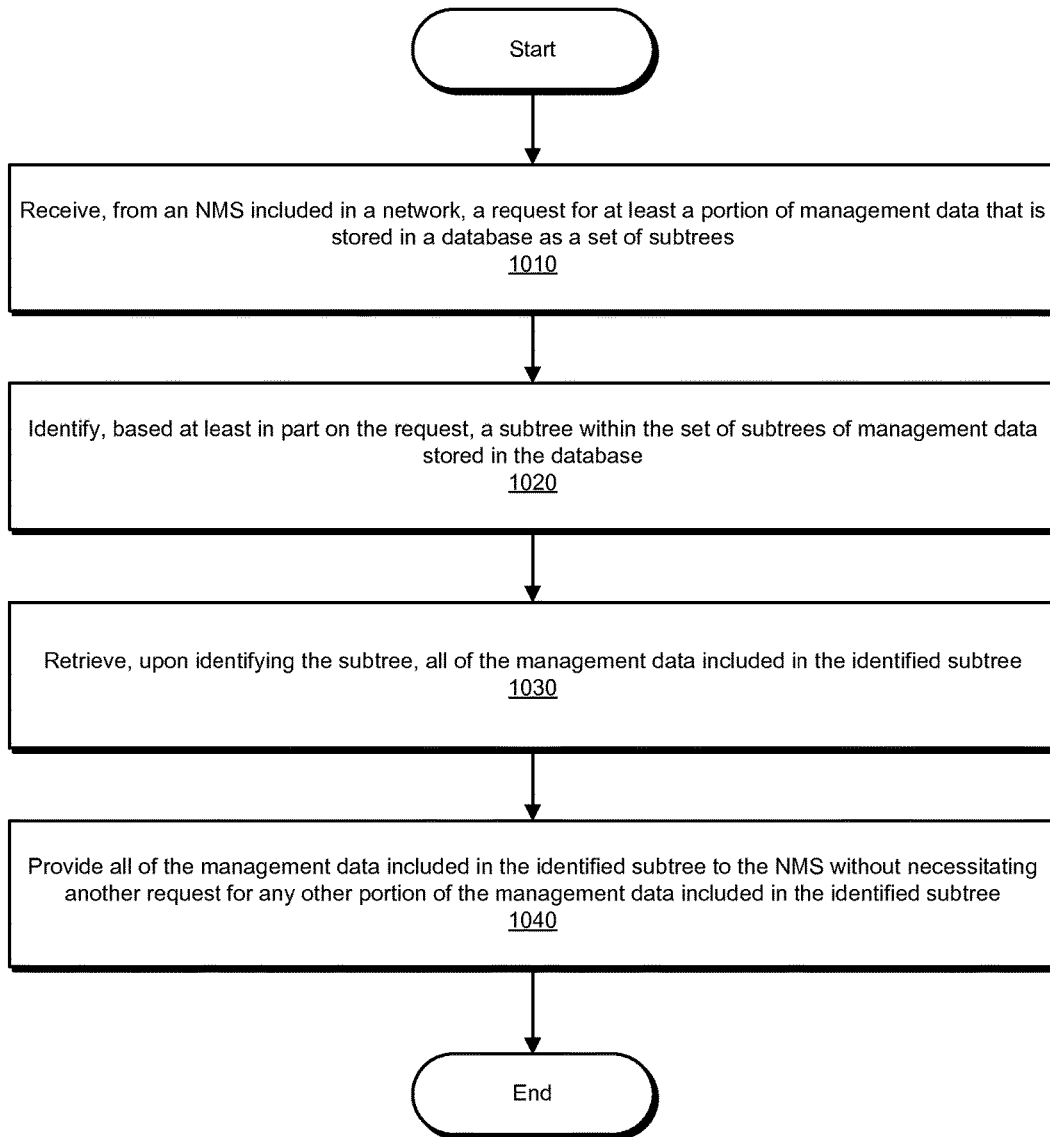 Start
Receive, from an NMS included in a network, a request for at least a portion of management data that is
stored in a database as a set of subtrees
1010
Identify, based at least in part on the request, a subtree within the set of subtrees of management data
stored in the database
1020
Retrieve, upon identifying the subtree, all of the management data included in the identified subtree
1030
Provide all of the management data included in the identified subtree to the NMS without necessitating
another request for any other portion of the management data included in the identified subtree
1040
End